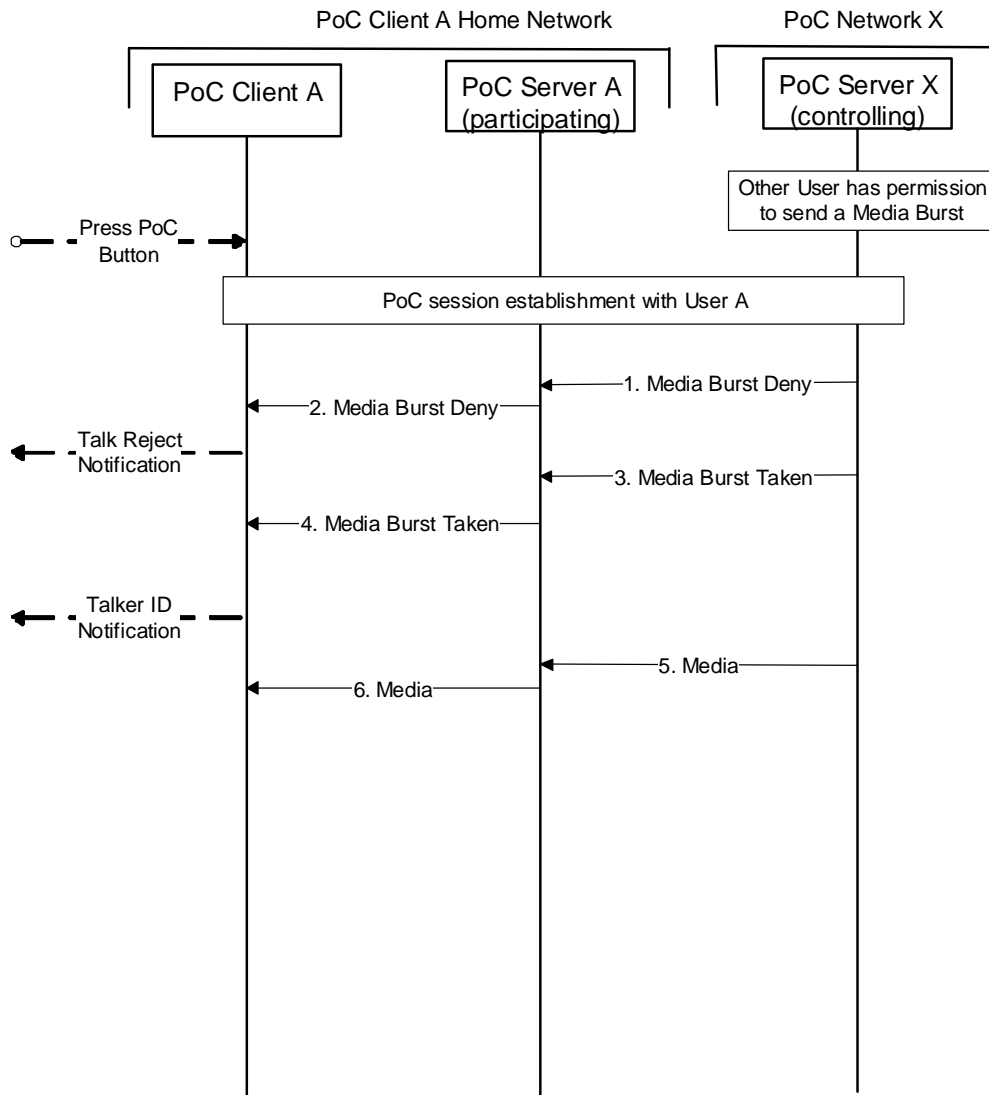 PoC Client A Home Network
PoC Network X
PoC Client A
PoC Server A
(participating)
PoC Server X
(controlling)
Other User has permission
to send a Media Burst
Press PoC
Button
PoC session establishment with User A
1. Media Burst Deny
2. Media Burst Deny
Talk Reject
Notification
3. Media Burst Taken
4. Media Burst Taken
Talker ID
Notification
5. Media
6. Media